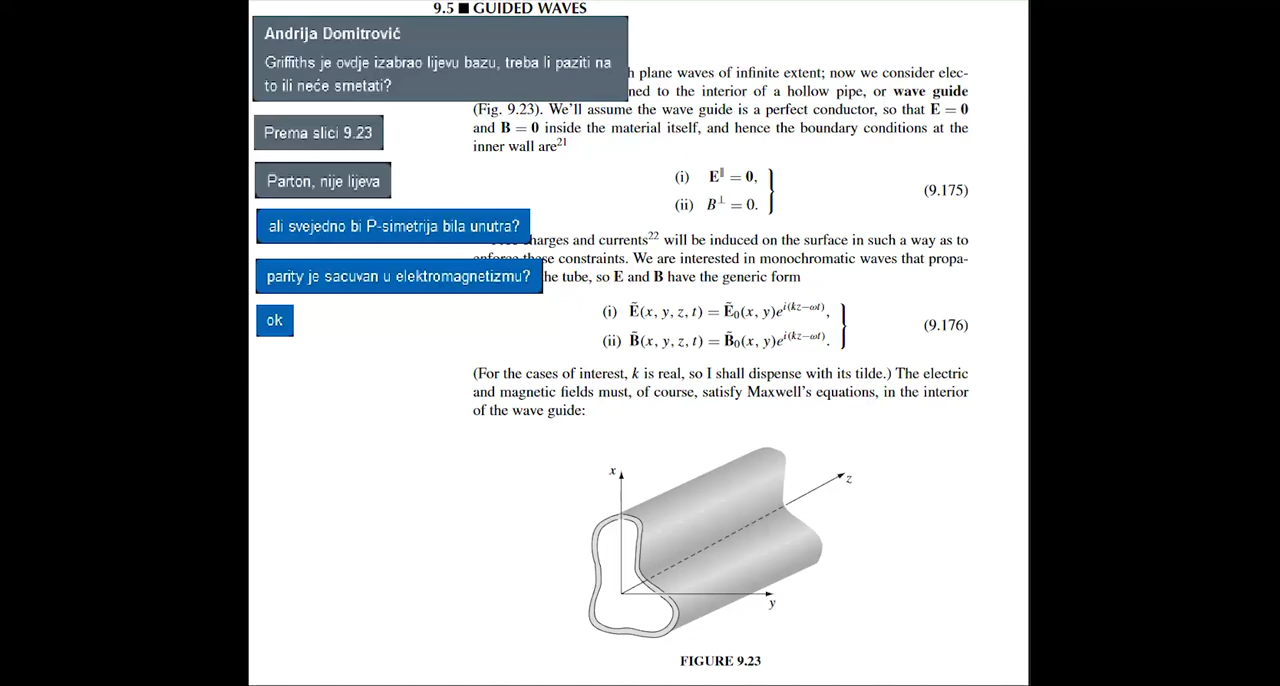 9.5 ■ GUIDED WAVES
Andrija Domitrović
Griffiths je ovdje izabrao lijevu bazu, treba li paziti na
to ili neće smetati?
Prema slici 9.23
Parton, nije lijeva
ali svejedno bi P-simetrija bila unutra?
parity je sacuvan u elektromagnetizmu?
ok
plane waves of infinite extent; now we consider elec-
to the interior of a hollow pipe, or wave guide
(Fig. 9.23). We'll assume the wave guide is a perfect conductor, so that E = 0
and B = 0 inside the material itself, and hence the boundary conditions at the
inner wall are21
(i) E∥ = 0,
(ii) B⊥ = 0.
(9.175)
charges and currents22 will be induced on the surface in such a way as to
enforce these constraints. We are interested in monochromatic waves that propa-
he tube, so E and B have the generic form
(i) Ẽ(x, y, z, t) = Ẽ0(x, y)ei(kz−ωt),
(ii) B̃(x, y, z, t) = B̃0(x, y)ei(kz−ωt).
(9.176)
(For the cases of interest, k is real, so I shall dispense with its tilde.) The electric
and magnetic fields must, of course, satisfy Maxwell's equations, in the interior
of the wave guide:
x
z
y
FIGURE 9.23